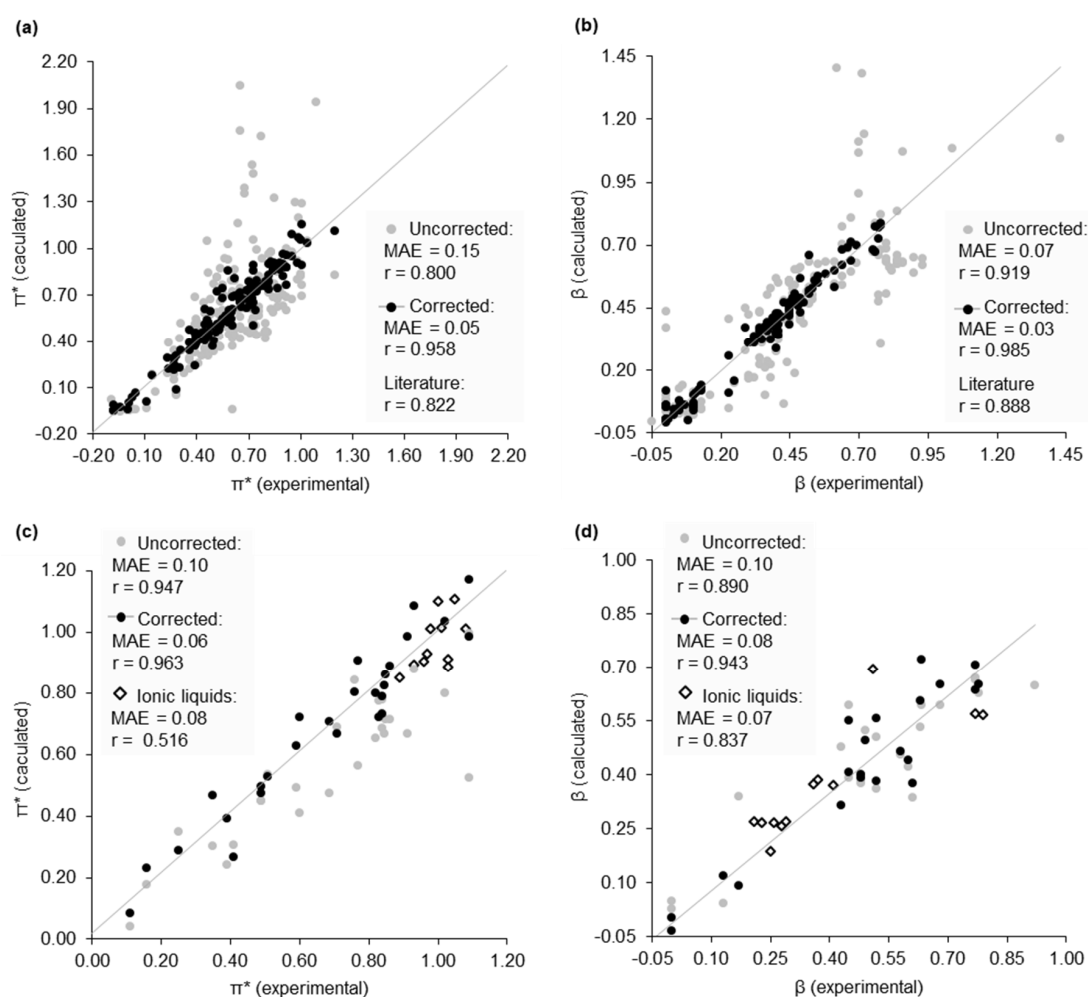 (a)
2.20
1.90
1.60
1.30
1.00
0.70
0.40
0.10
-0.20
π* (caculated)
-0.20 0.10 0.40 0.70 1.00 1.30 1.60 1.90 2.20
π* (experimental)
Uncorrected:
MAE = 0.15
r = 0.800
Corrected:
MAE = 0.05
r = 0.958
Literature:
r = 0.822
(b)
1.45
1.20
0.95
0.70
0.45
0.20
-0.05
β (calculated)
-0.05 0.20 0.45 0.70 0.95 1.20 1.45
β (experimental)
Uncorrected:
MAE = 0.07
r = 0.919
Corrected:
MAE = 0.03
r = 0.985
Literature
r = 0.888
(c)
1.20
1.00
0.80
0.60
0.40
0.20
0.00
π* (caculated)
0.00 0.20 0.40 0.60 0.80 1.00 1.20
π* (experimental)
Uncorrected:
MAE = 0.10
r = 0.947
Corrected:
MAE = 0.06
r = 0.963
Ionic liquids:
MAE = 0.08
r = 0.516
(d)
1.00
0.85
0.70
0.55
0.40
0.25
0.10
-0.05
β (calculated)
-0.05 0.10 0.25 0.40 0.55 0.70 0.85 1.00
β (experimental)
Uncorrected:
MAE = 0.10
r = 0.890
Corrected:
MAE = 0.08
r = 0.943
Ionic liquids:
MAE = 0.07
r = 0.837